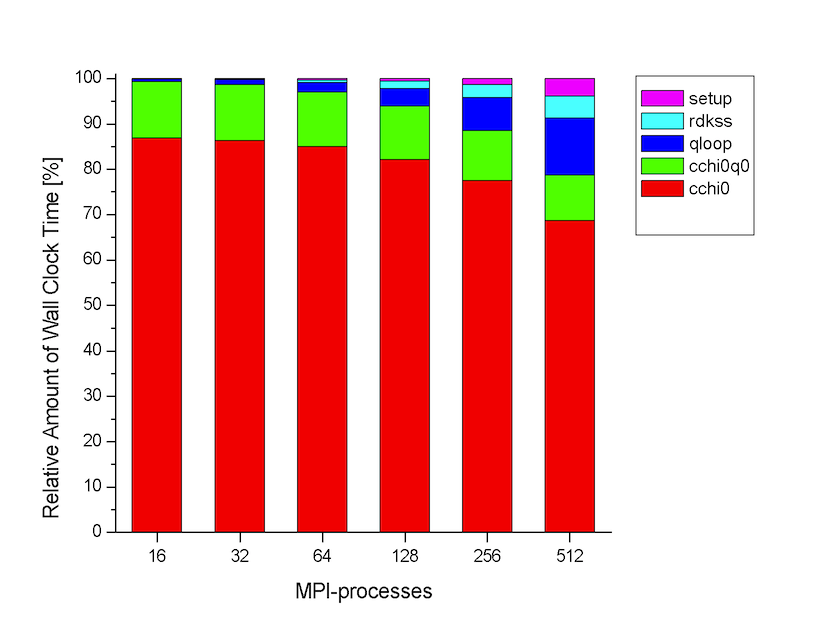 100
90
80
70
60
50
40
30
20
10
0
Relative Amount of Wall Clock Time [%]
16 32 64 128 256 512
MPI-processes
setup
rdkss
qloop
cchi0q0
cchi0